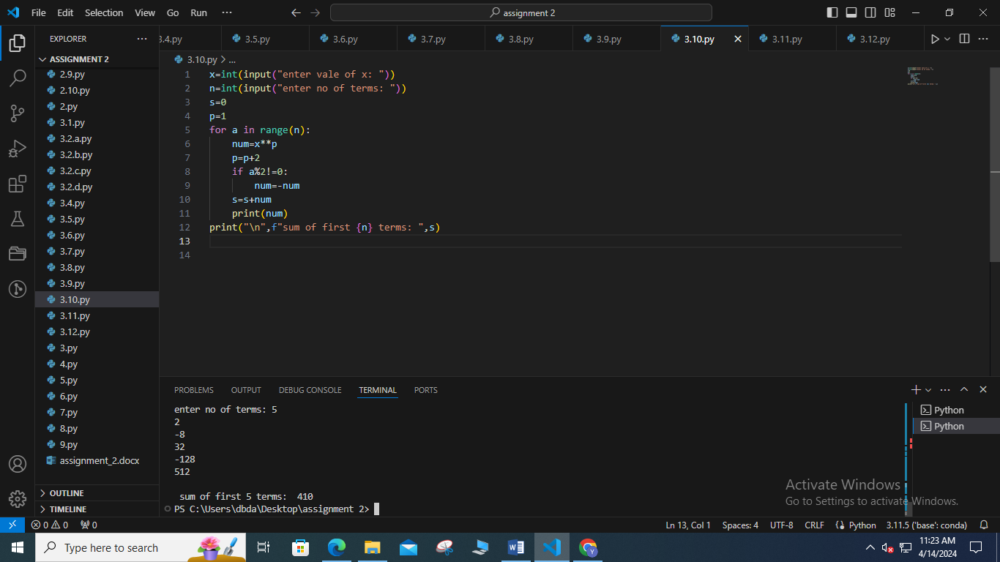 File Edit Selection View Go Run ··· assignment 2
EXPLORER ···
ASSIGNMENT 2
2.9.py
2.10.py
2.py
3.1.py
3.2.a.py
3.2.b.py
3.2.c.py
3.2.d.py
3.4.py
3.5.py
3.6.py
3.7.py
3.8.py
3.9.py
3.10.py
3.11.py
3.12.py
3.py
4.py
5.py
6.py
7.py
8.py
9.py
assignment_2.docx
OUTLINE
TIMELINE
3.4.py 3.5.py 3.6.py 3.7.py 3.8.py 3.9.py 3.10.py 3.11.py 3.12.py ···
3.10.py > ...
1 x=int(input("enter vale of x: "))
2 n=int(input("enter no of terms: "))
3 s=0
4 p=1
5 for a in range(n):
6     num=x**p
7     p=p+2
8     if a%2!=0:
9         num=-num
10     s=s+num
11     print(num)
12 print("\n",f"sum of first {n} terms: ",s)
13
14
PROBLEMS OUTPUT DEBUG CONSOLE TERMINAL PORTS
enter no of terms: 5
2
-8
32
-128
512
 sum of first 5 terms:  410
PS C:\Users\dbda\Desktop\assignment 2>
Python
Python
Activate Windows
Go to Settings to activate Windows.
0 0 0 Ln 13, Col 1 Spaces: 4 UTF-8 CRLF Python 3.11.5 ('base': conda)
Type here to search
11:23 AM
4/14/2024